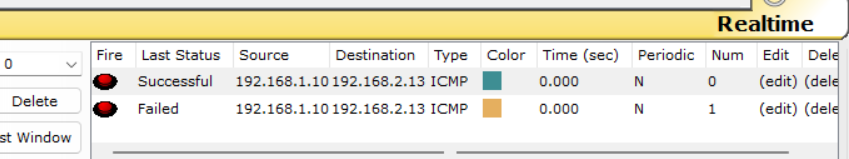 Realtime
0
Fire Last Status Source Destination Type Color Time (sec) Periodic Num Edit Dele
Successful 192.168.1.10 192.168.2.13 ICMP 0.000 N 0 (edit) (dele
Delete
Failed 192.168.1.10 192.168.2.13 ICMP 0.000 N 1 (edit) (dele
st Window